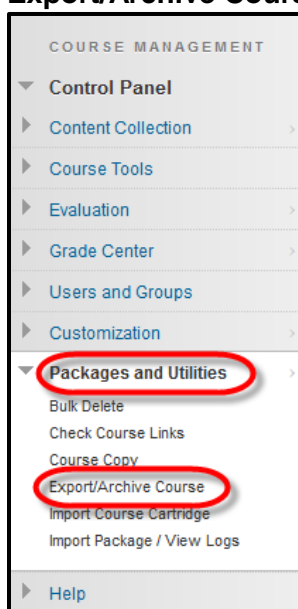 Export/Archive Cour
COURSE MANAGEMENT
Control Panel
Content Collection
Course Tools
Evaluation
Grade Center
Users and Groups
Customization
Packages and Utilities
Bulk Delete
Check Course Links
Course Copy
Export/Archive Course
Import Course Cartridge
Import Package / View Logs
Help